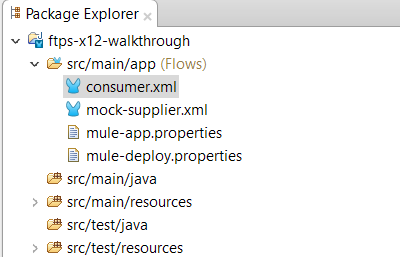 Package Explorer
ftps-x12-walkthrough
src/main/app (Flows)
consumer.xml
mock-supplier.xml
mule-app.properties
mule-deploy.properties
src/main/java
src/main/resources
src/test/java
src/test/resources